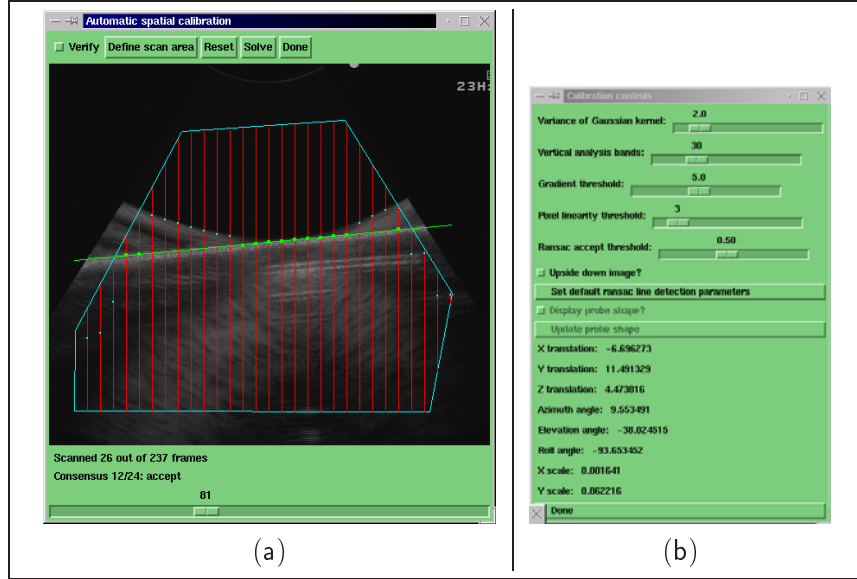 Automatic spatial calibration
Verify Define scan area Reset Solve Done
23Hz
Scanned 26 out of 237 frames
Consensus 12/24: accept
81
(a)
Calibration controls
2.0
Variance of Gaussian kernel:
30
Vertical analysis bands:
5.0
Gradient threshold:
3
Pixel linearity threshold:
0.50
Ransac accept threshold:
Upside down image?
Set default ransac line detection parameters
Display probe shape?
Update probe shape
X translation: -6.696273
Y translation: 11.491329
Z translation: 4.473816
Azimuth angle: 9.553491
Elevation angle: -38.024515
Roll angle: -93.653452
X scale: 0.001641
Y scale: 0.062216
Done
(b)